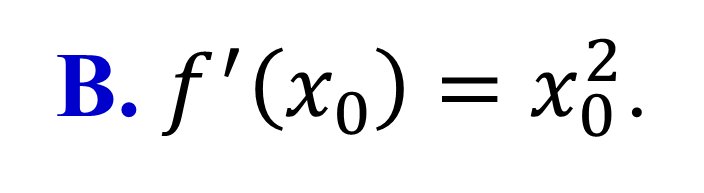 B. f′(x₀) = x₀².